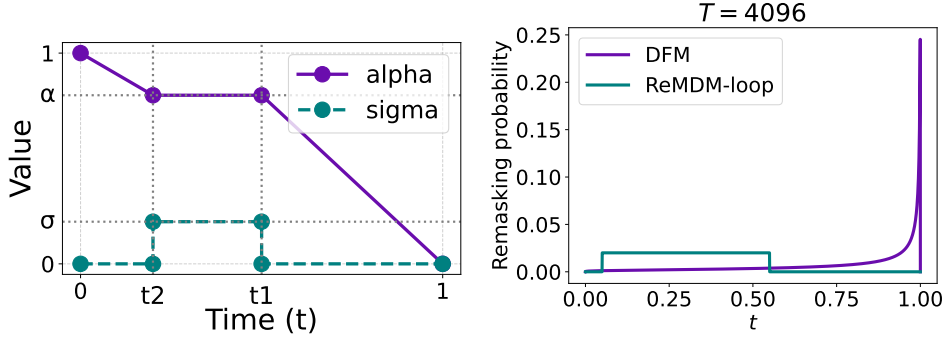 1
α
σ
0
Value
0
t2
t1
1
Time (t)
alpha
sigma
T = 4096
0.25
0.20
0.15
0.10
0.05
0.00
Remasking probability
0.00
0.25
0.50
0.75
1.00
t
DFM
ReMDM-loop